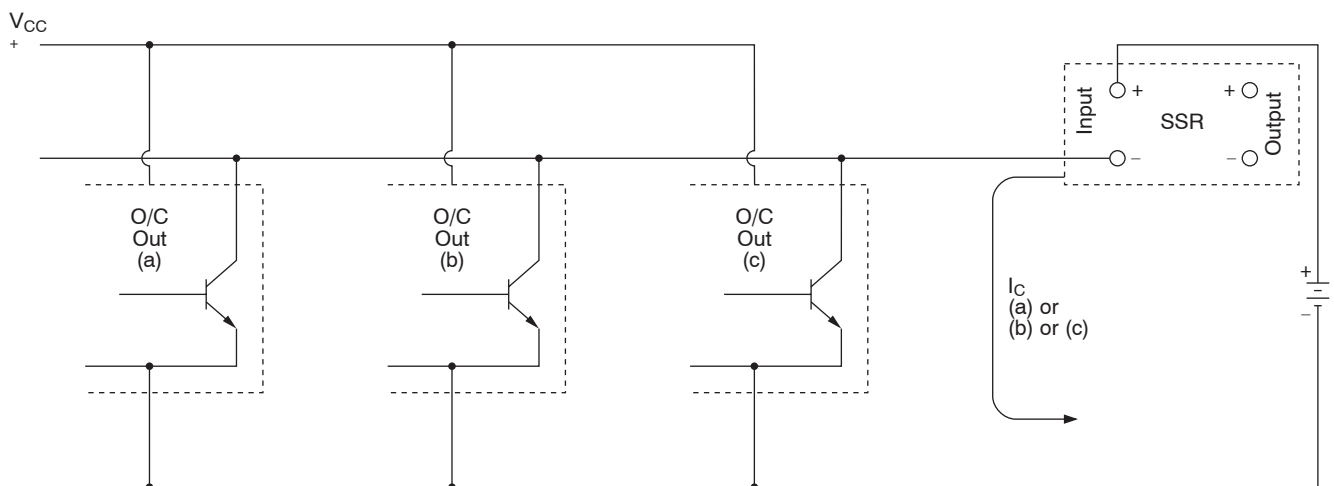 VCC
+
Input
+
−
SSR
+
−
Output
O/C
Out
(a)
O/C
Out
(b)
O/C
Out
(c)
IC
(a) or
(b) or (c)
+
−